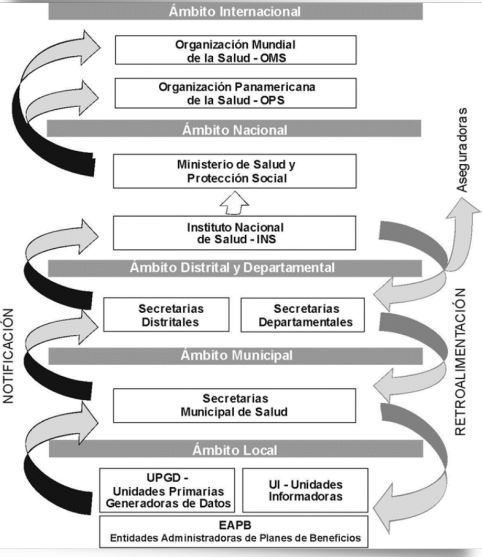 Ámbito Internacional
Organización Mundial
de la Salud - OMS
Organización Panamericana
de la Salud - OPS
Ámbito Nacional
Ministerio de Salud y
Protección Social
Instituto Nacional
de Salud - INS
Ámbito Distrital y Departamental
Secretarias
Distritales
Secretarias
Departamentales
Ámbito Municipal
Secretarias
Municipal de Salud
Ámbito Local
UPGD -
Unidades Primarias
Generadoras de Datos
UI - Unidades
Informadoras
EAPB
Entidades Administradoras de Planes de Beneficios
NOTIFICACIÓN
RETROALIMENTACIÓN
Aseguradoras